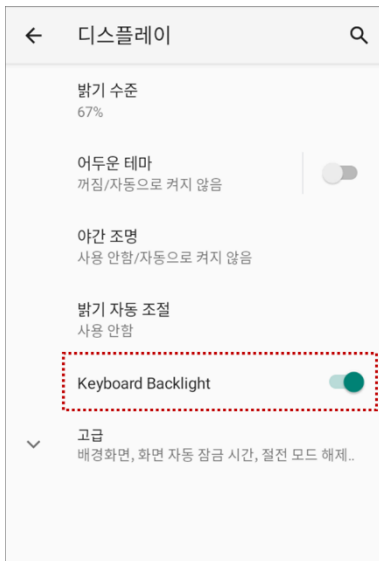 디스플레이
밝기 수준
67%
어두운 테마
꺼짐/자동으로 켜지 않음
야간 조명
사용 안함/자동으로 켜지 않음
밝기 자동 조절
사용 안함
Keyboard Backlight
고급
배경화면, 화면 자동 잠금 시간, 절전 모드 해제..